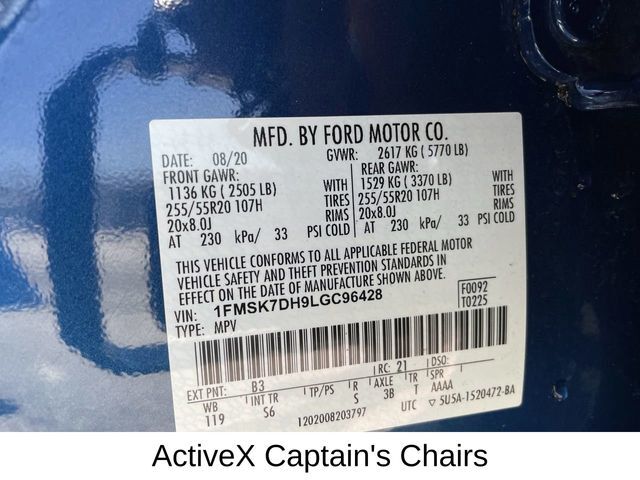 MFD. BY FORD MOTOR CO.
DATE: 08/20 GVWR: 2617 KG ( 5770 LB)
FRONT GAWR: REAR GAWR:
1136 KG ( 2505 LB) WITH 1529 KG ( 3370 LB) WITH
255/55R20 107H TIRES 255/55R20 107H TIRES
20x8.0J RIMS 20x8.0J RIMS
AT 230 kPa/ 33 PSI COLD AT 230 kPa/ 33 PSI COLD
THIS VEHICLE CONFORMS TO ALL APPLICABLE FEDERAL MOTOR
VEHICLE SAFETY AND THEFT PREVENTION STANDARDS IN
EFFECT ON THE DATE OF MANUFACTURE SHOWN ABOVE.
VIN: 1FMSK7DH9LGC96428 F0092
TYPE: MPV T0225
EXT PNT: B3 RC: 21 DSO:
WB INT TR TP/PS R AXLE TR SPR
119 S6 S 3B T AAAA
1202008203797 UTC ▽ 5U5A-1520472-BA
ActiveX Captain's Chairs